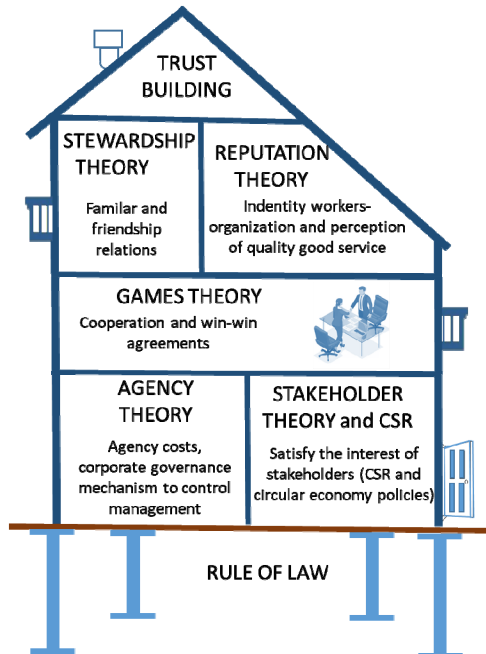 TRUST
BUILDING
STEWARDSHIP
THEORY
Familar and
friendship
relations
REPUTATION
THEORY
Indentity workers-
organization and perception
of quality good service
GAMES THEORY
Cooperation and win-win
agreements
AGENCY
THEORY
Agency costs,
corporate governance
mechanism to control
management
STAKEHOLDER
THEORY and CSR
Satisfy the interest of
stakeholders (CSR and
circular economy policies)
RULE OF LAW